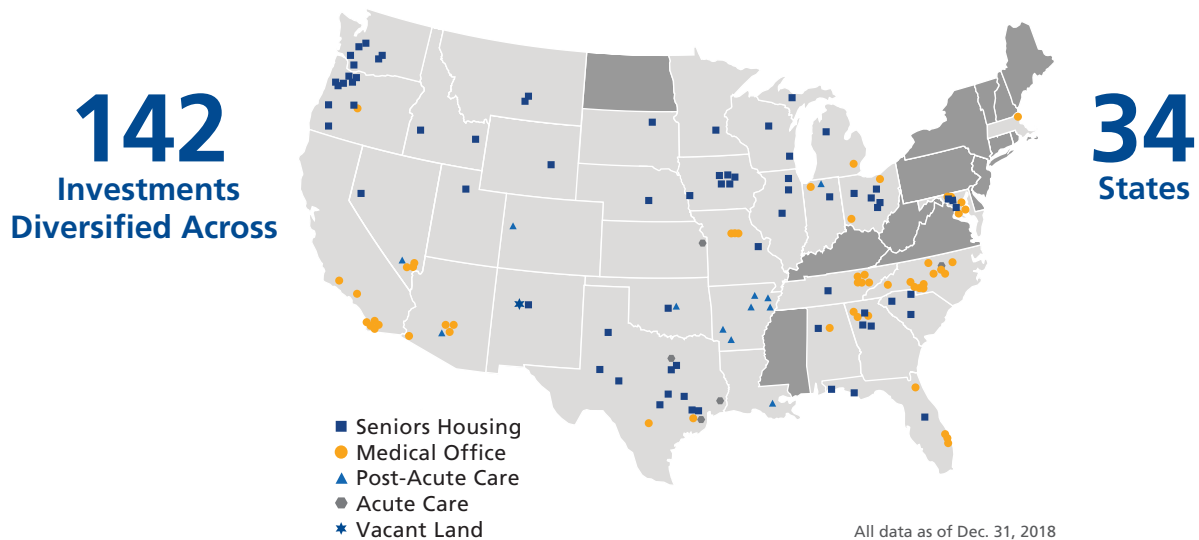 142
Investments
Diversified Across
34
States
Seniors Housing
Medical Office
Post-Acute Care
Acute Care
Vacant Land
All data as of Dec. 31, 2018